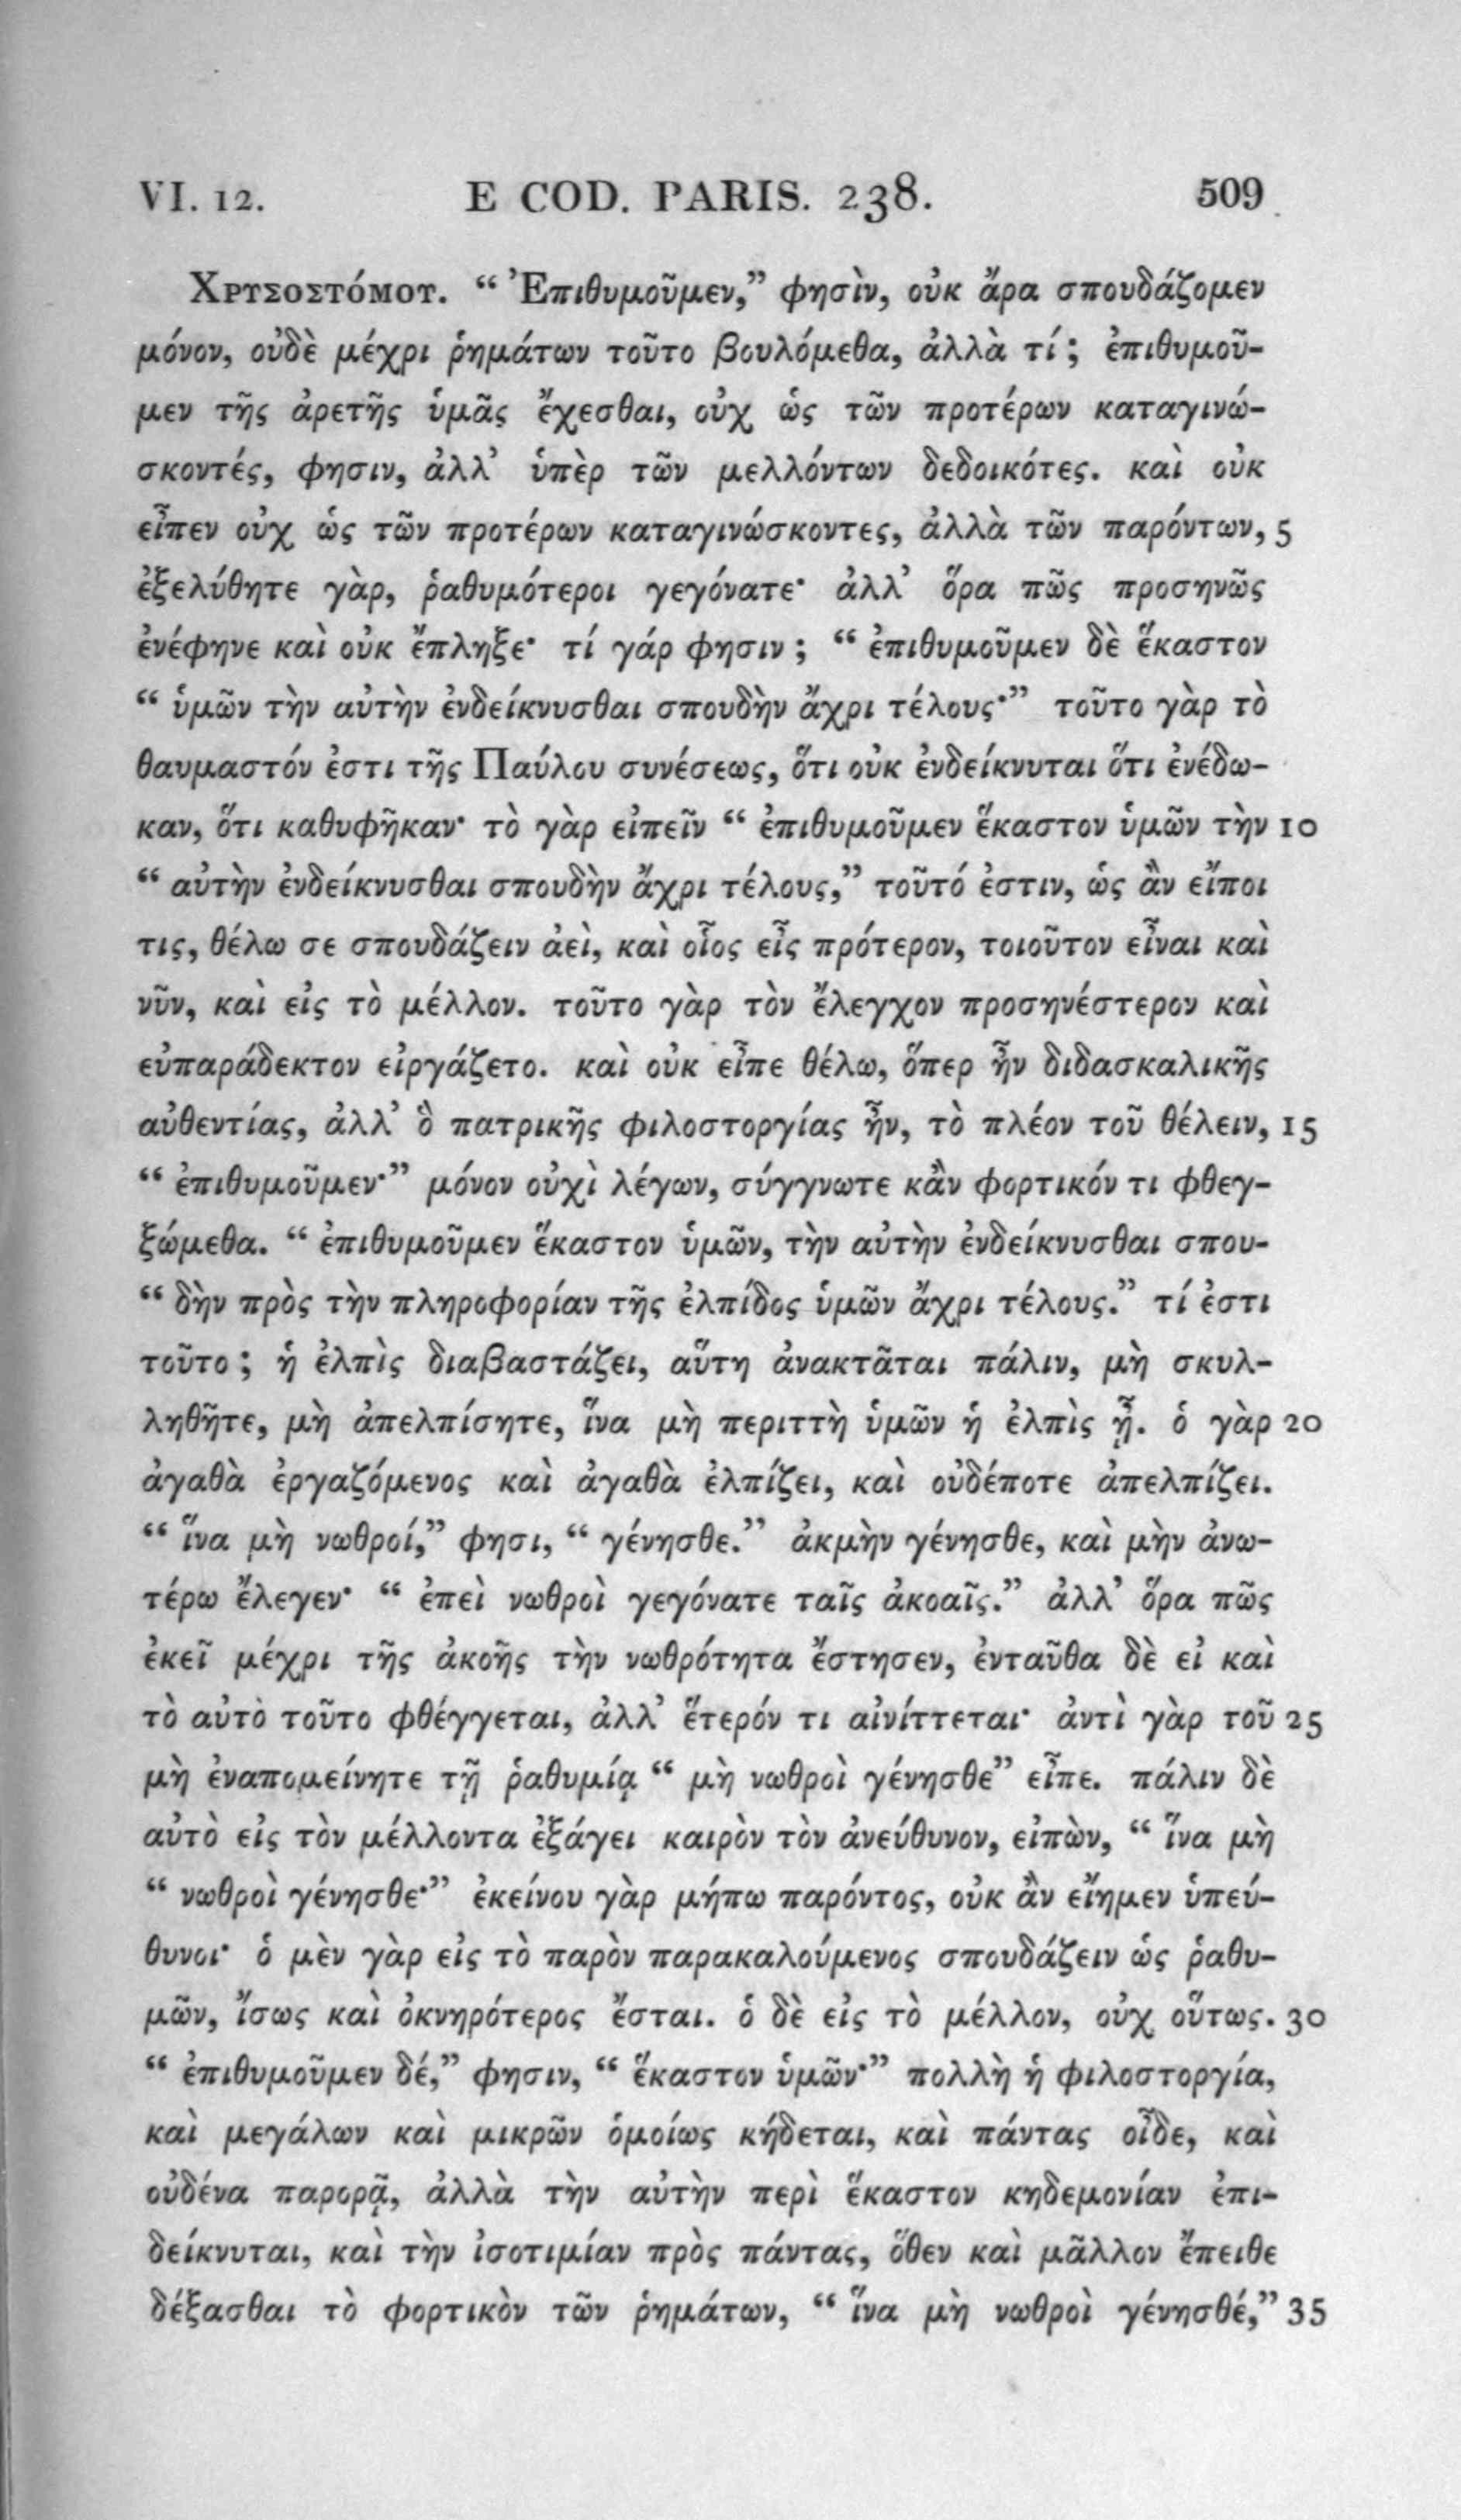 VI. 12. E COD. PARIS. 238. 509
Χρυσοστόμου. “ Ἐπιθυμοῦμεν,” φησὶν, οὐκ ἄρα σπουδάζομεν
μόνον, οὐδὲ μέχρι ῥημάτων τοῦτο βουλόμεθα, ἀλλὰ τί; ἐπιθυμοῦ-
μεν τῆς ἀρετῆς ὑμᾶς ἔχεσθαι, οὐχ ὡς τῶν προτέρων καταγινώ-
σκοντές, φησιν, ἀλλ’ ὑπὲρ τῶν μελλόντων δεδοικότες. καὶ οὐκ
εἶπεν οὐχ ὡς τῶν προτέρων καταγινώσκοντες, ἀλλὰ τῶν παρόντων, 5
ἐξελύθητε γὰρ, ῥαθυμότεροι γεγόνατε· ἀλλ’ ὅρα πῶς προσηνῶς
ἐνέφηνε καὶ οὐκ ἔπληξε· τί γάρ φησιν; “ ἐπιθυμοῦμεν δὲ ἕκαστον
“ ὑμῶν τὴν αὐτὴν ἐνδείκνυσθαι σπουδὴν ἄχρι τέλους·” τοῦτο γὰρ τὸ
θαυμαστόν ἐστι τῆς Παύλου συνέσεως, ὅτι οὐκ ἐνδείκνυται ὅτι ἐνέδω-
καν, ὅτι καθυφῆκαν· τὸ γὰρ εἰπεῖν “ ἐπιθυμοῦμεν ἕκαστον ὑμῶν τὴν 10
“ αὐτὴν ἐνδείκνυσθαι σπουδὴν ἄχρι τέλους,” τοῦτό ἐστιν, ὡς ἂν εἴποι
τις, θέλω σε σπουδάζειν ἀεὶ, καὶ οἷος εἶς πρότερον, τοιοῦτον εἶναι καὶ
νῦν, καὶ εἰς τὸ μέλλον. τοῦτο γὰρ τὸν ἔλεγχον προσηνέστερον καὶ
εὐπαράδεκτον εἰργάζετο. καὶ οὐκ εἶπε θέλω, ὅπερ ἦν διδασκαλικῆς
αὐθεντίας, ἀλλ’ ὃ πατρικῆς φιλοστοργίας ἦν, τὸ πλέον τοῦ θέλειν, 15
“ ἐπιθυμοῦμεν·” μόνον οὐχὶ λέγων, σύγγνωτε κἂν φορτικόν τι φθεγ-
ξώμεθα. “ ἐπιθυμοῦμεν ἕκαστον ὑμῶν, τὴν αὐτὴν ἐνδείκνυσθαι σπου-
“ δὴν πρὸς τὴν πληροφορίαν τῆς ἐλπίδος ὑμῶν ἄχρι τέλους.” τί ἐστι
τοῦτο; ἡ ἐλπὶς διαβαστάζει, αὕτη ἀνακτᾶται πάλιν, μὴ σκυλ-
ληθῆτε, μὴ ἀπελπίσητε, ἵνα μὴ περιττὴ ὑμῶν ἡ ἐλπὶς ᾖ. ὁ γὰρ 20
ἀγαθὰ ἐργαζόμενος καὶ ἀγαθὰ ἐλπίζει, καὶ οὐδέποτε ἀπελπίζει.
“ ἵνα μὴ νωθροί,” φησι, “ γένησθε.” ἀκμὴν γένησθε, καὶ μὴν ἀνω-
τέρω ἔλεγεν· “ ἐπεὶ νωθροὶ γεγόνατε ταῖς ἀκοαῖς.” ἀλλ’ ὅρα πῶς
ἐκεῖ μέχρι τῆς ἀκοῆς τὴν νωθρότητα ἔστησεν, ἐνταῦθα δὲ εἰ καὶ
τὸ αὐτὸ τοῦτο φθέγγεται, ἀλλ’ ἕτερόν τι αἰνίττεται· ἀντὶ γὰρ τοῦ 25
μὴ ἐναπομείνητε τῇ ῥαθυμίᾳ “ μὴ νωθροὶ γένησθε” εἶπε. πάλιν δὲ
αὐτὸ εἰς τὸν μέλλοντα ἐξάγει καιρὸν τὸν ἀνεύθυνον, εἰπὼν, “ ἵνα μὴ
“ νωθροὶ γένησθε·” ἐκείνου γὰρ μήπω παρόντος, οὐκ ἂν εἴημεν ὑπεύ-
θυνοι· ὁ μὲν γὰρ εἰς τὸ παρὸν παρακαλούμενος σπουδάζειν ὡς ῥαθυ-
μῶν, ἴσως καὶ ὀκνηρότερος ἔσται. ὁ δὲ εἰς τὸ μέλλον, οὐχ οὕτως. 30
“ ἐπιθυμοῦμεν δέ,” φησιν, “ ἕκαστον ὑμῶν·” πολλὴ ἡ φιλοστοργία,
καὶ μεγάλων καὶ μικρῶν ὁμοίως κήδεται, καὶ πάντας οἶδε, καὶ
οὐδένα παρορᾷ, ἀλλὰ τὴν αὐτὴν περὶ ἕκαστον κηδεμονίαν ἐπι-
δείκνυται, καὶ τὴν ἰσοτιμίαν πρὸς πάντας, ὅθεν καὶ μᾶλλον ἔπειθε
δέξασθαι τὸ φορτικὸν τῶν ῥημάτων, “ ἵνα μὴ νωθροὶ γένησθέ,” 35